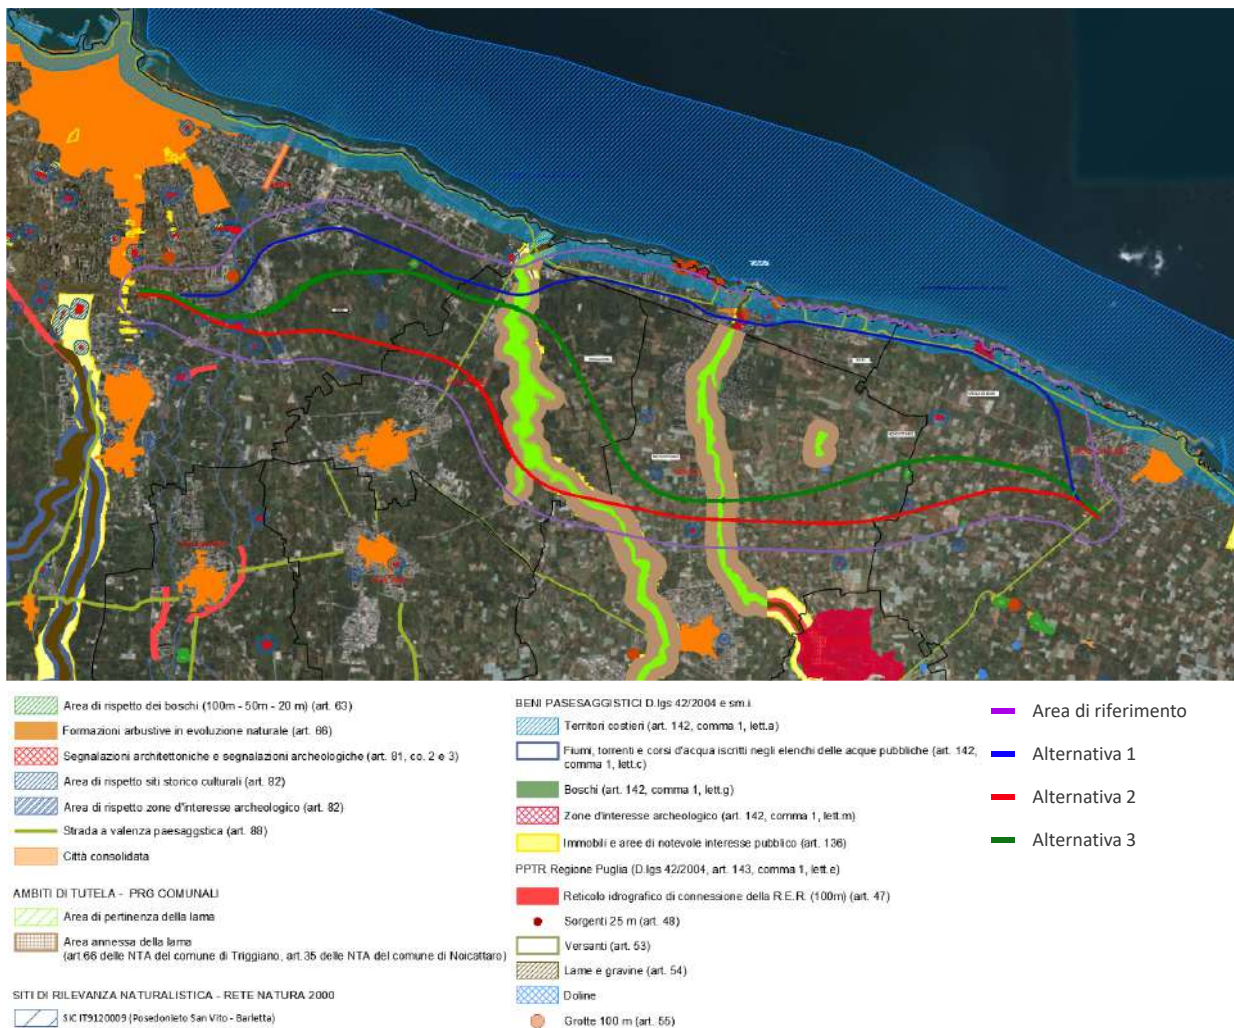 Area di rispetto dei boschi (100m - 50m - 20 m) (art. 63)
Formazioni arbustive in evoluzione naturale (art. 66)
Segnalazioni architettoniche e segnalazioni archeologiche (art. 81, co. 2 e 3)
Area di rispetto siti storico culturali (art. 82)
Area di rispetto zone d'interesse archeologico (art. 82)
Strada a valenza paesaggstica (art. 88)
Città consolidata
AMBITI DI TUTELA - PRG COMUNALI
Area di pertinenza della lama
Area annessa della lama
(art.66 delle NTA del comune di Triggiano, art.35 delle NTA del comune di Noicattaro)
SITI DI RILEVANZA NATURALISTICA - RETE NATURA 2000
SIC IT9120009 (Posedonieto San Vito - Barletta)
BENI PASESAGGISTICI D.lgs 42/2004 e sm.i.
Territori costieri (art. 142, comma 1, lett.a)
Fiumi, torrenti e corsi d'acqua iscritti negli elenchi delle acque pubbliche (art. 142,
comma 1, lett.c)
Boschi (art. 142, comma 1, lett.g)
Zone d'interesse archeologico (art. 142, comma 1, lett.m)
Immobili e aree di notevole interesse pubblico (art. 136)
PPTR Regione Puglia (D.lgs 42/2004, art. 143, comma 1, lett.e)
Reticolo idrografico di connessione della R.E.R. (100m) (art. 47)
Sorgenti 25 m (art. 48)
Versanti (art. 53)
Lame e gravine (art. 54)
Doline
Grotte 100 m (art. 55)
Area di riferimento
Alternativa 1
Alternativa 2
Alternativa 3